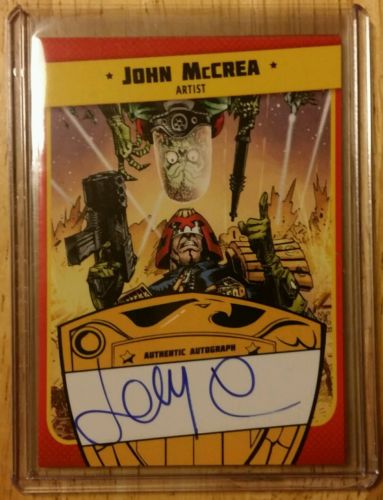 ★ JOHN MCCREA ★
ARTIST
★ AUTHENTIC AUTOGRAPH ★